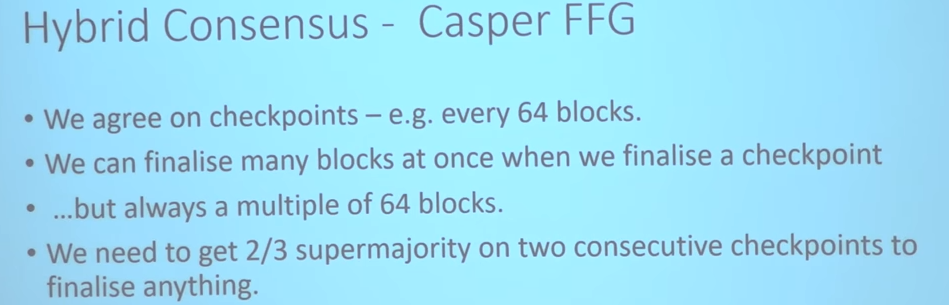 Hybrid Consensus -  Casper FFG
• We agree on checkpoints – e.g. every 64 blocks.
• We can finalise many blocks at once when we finalise a checkpoint
• ...but always a multiple of 64 blocks.
• We need to get 2/3 supermajority on two consecutive checkpoints to
finalise anything.